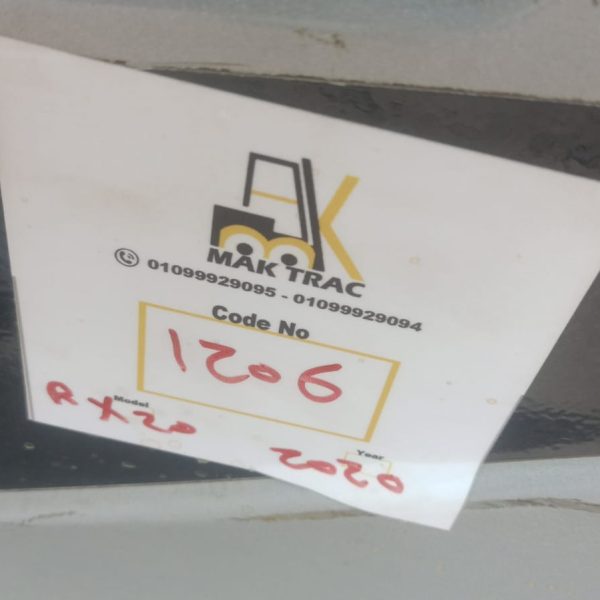 MAK TRAC
01099929095 - 01099929094
Code No
1206
Model
RX20
Year
2020